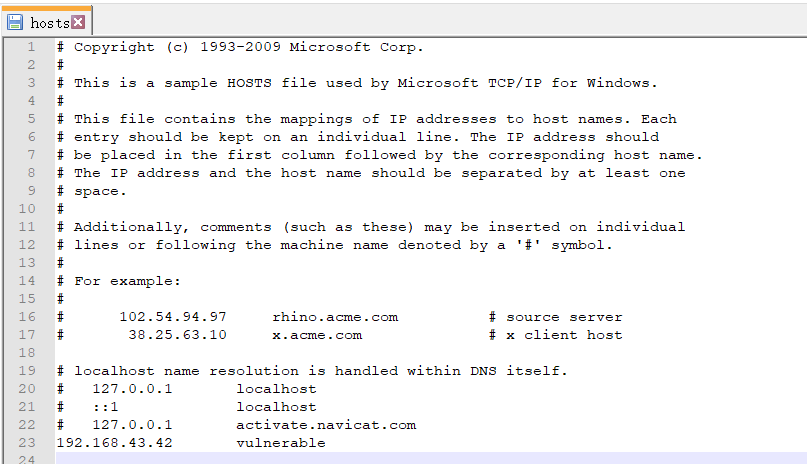 hosts
1 # Copyright (c) 1993-2009 Microsoft Corp.
2 #
3 # This is a sample HOSTS file used by Microsoft TCP/IP for Windows.
4 #
5 # This file contains the mappings of IP addresses to host names. Each
6 # entry should be kept on an individual line. The IP address should
7 # be placed in the first column followed by the corresponding host name.
8 # The IP address and the host name should be separated by at least one
9 # space.
10 #
11 # Additionally, comments (such as these) may be inserted on individual
12 # lines or following the machine name denoted by a '#' symbol.
13 #
14 # For example:
15 #
16 #      102.54.94.97     rhino.acme.com          # source server
17 #       38.25.63.10     x.acme.com              # x client host
18
19 # localhost name resolution is handled within DNS itself.
20 #   127.0.0.1       localhost
21 #   ::1             localhost
22 #   127.0.0.1       activate.navicat.com
23 192.168.43.42       vulnerable
24